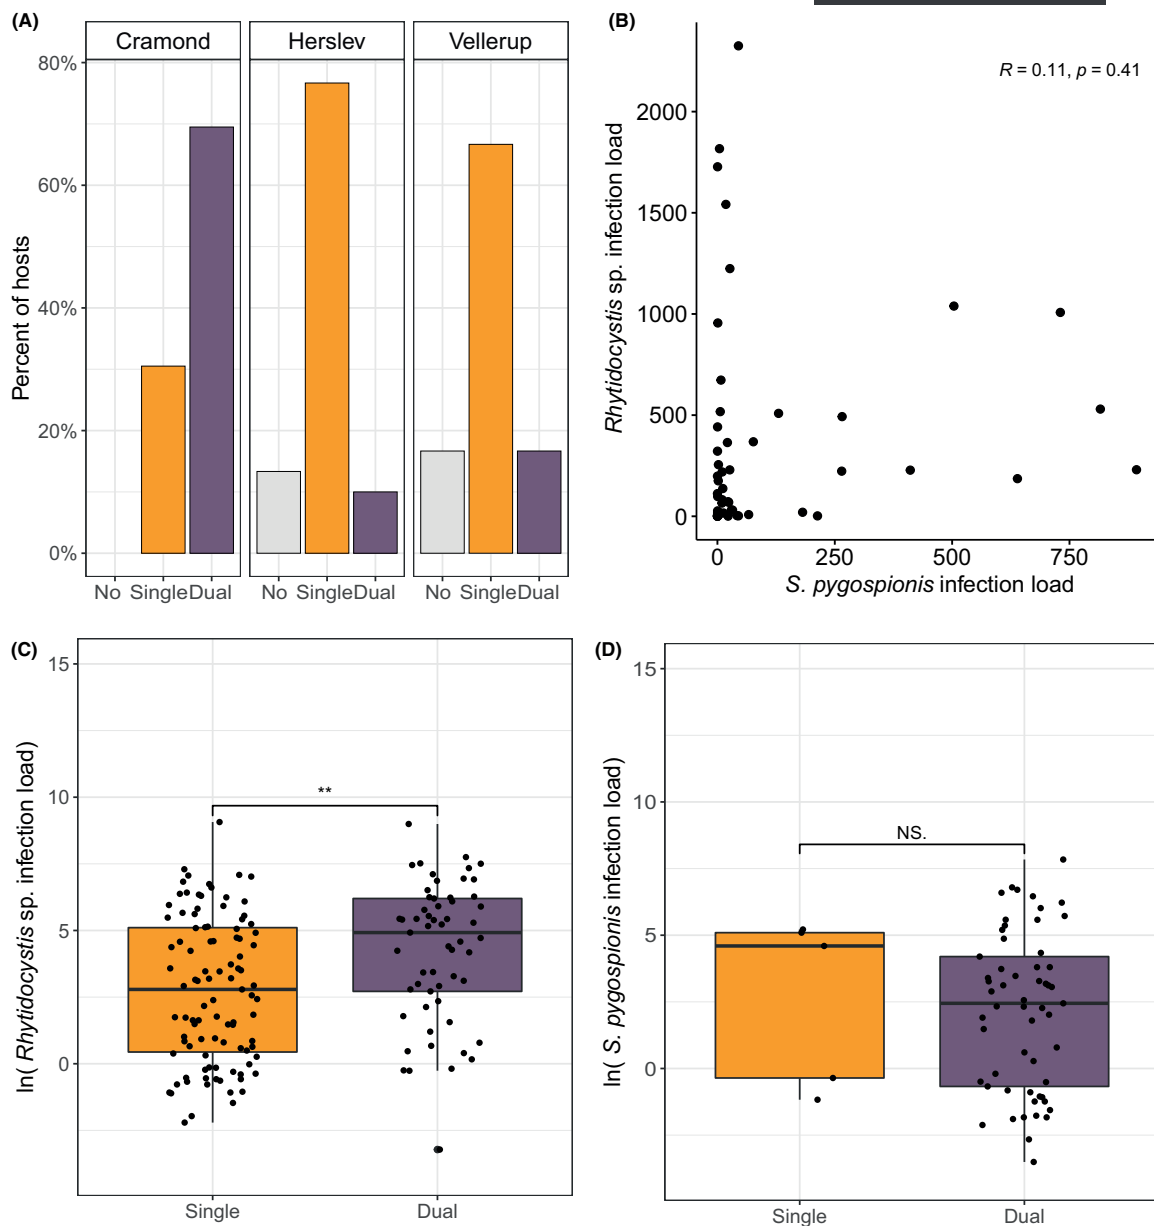 (A)
Cramond Herslev Vellerup
80%
60%
40%
20%
0%
Percent of hosts
No Single Dual No Single Dual No Single Dual
(B)
R = 0.11, p = 0.41
2000
1500
1000
500
0
Rhytidocystis sp. infection load
0 250 500 750
S. pygospionis infection load
(C)
15
10
5
0
ln( Rhytidocystis sp. infection load)
**
Single Dual
(D)
15
10
5
0
ln( S. pygospionis infection load)
NS.
Single Dual